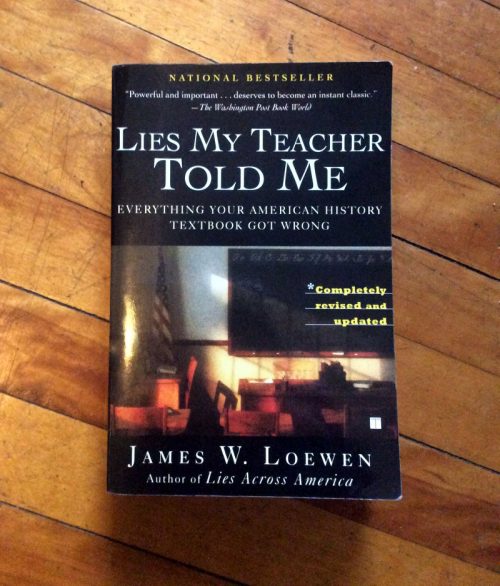 NATIONAL BESTSELLER
"Powerful and important . . . deserves to become an instant classic."
—The Washington Post Book World
LIES MY TEACHER
TOLD ME
EVERYTHING YOUR AMERICAN HISTORY
TEXTBOOK GOT WRONG
*Completely
revised and
updated
T
JAMES W. LOEWEN
Author of Lies Across America